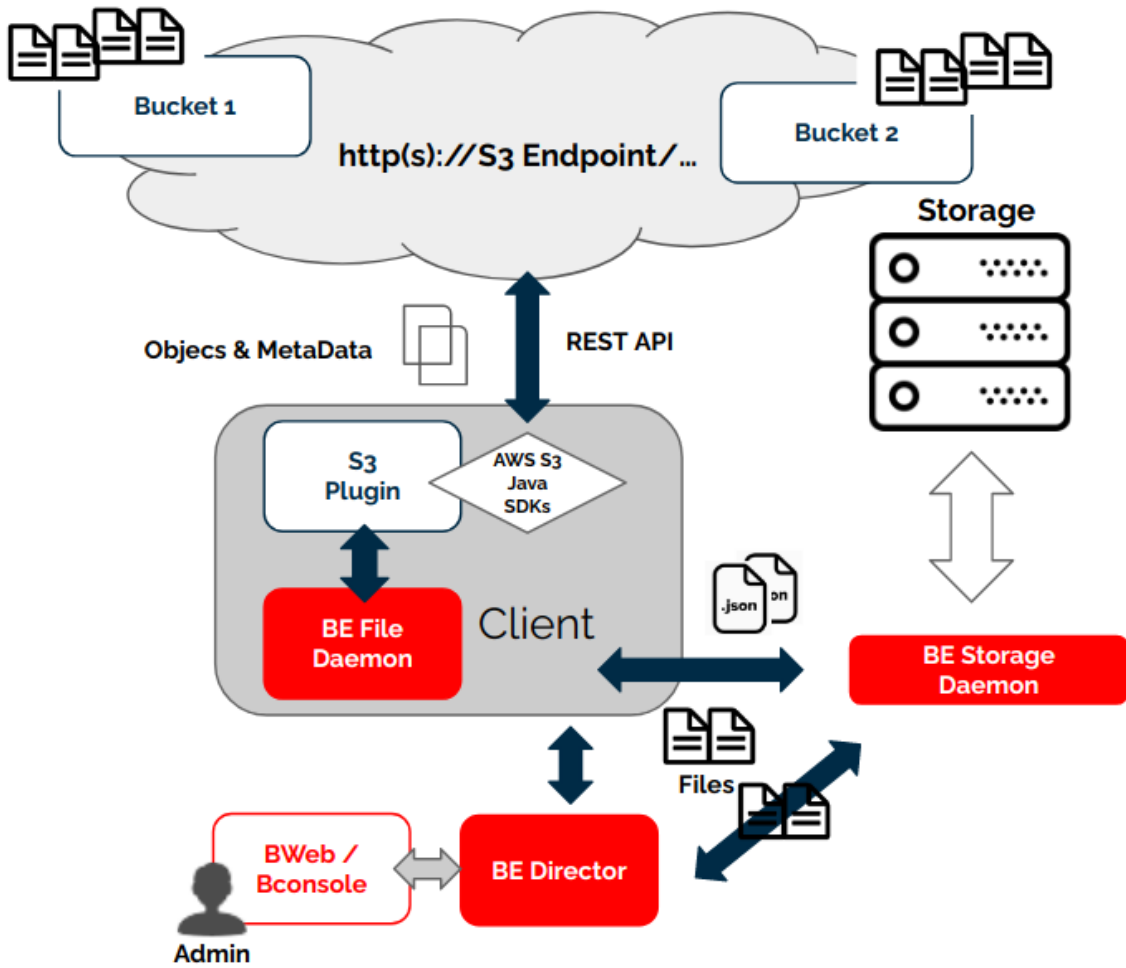 Bucket 1
Bucket 2
http(s)://S3 Endpoint/...
Storage
Objecs & MetaData
REST API
S3
Plugin
AWS S3
Java
SDKs
.json
on
BE File
Daemon
Client
BE Storage
Daemon
Files
BWeb /
Bconsole
BE Director
Admin